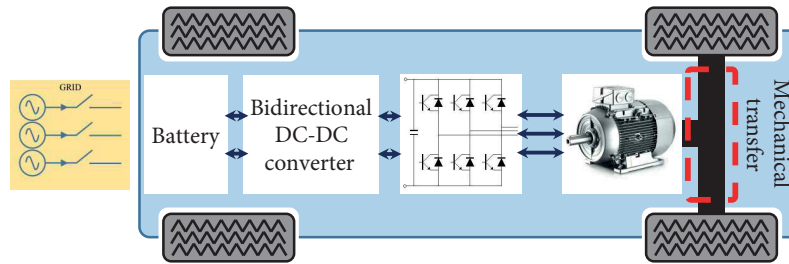 GRID
Battery
Bidirectional
DC-DC
converter
Mechanical
transfer